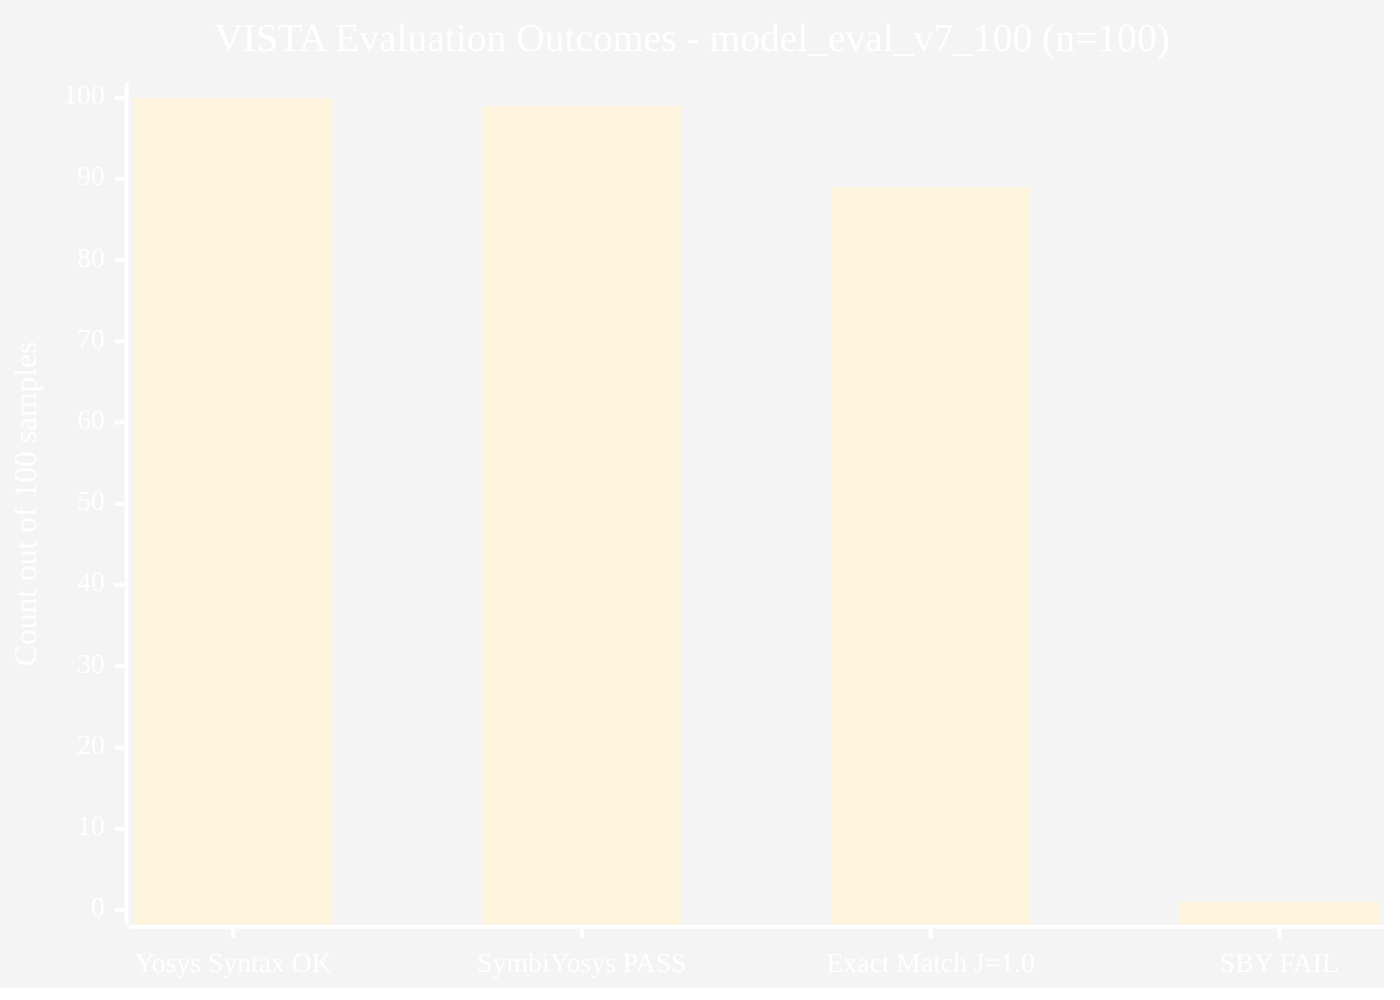 VISTA Evaluation Outcomes - model_eval_v7_100 (n=100)
Count out of 100 samples
100
90
80
70
60
50
40
30
20
10
0
Yosys Syntax OK
SymbiYosys PASS
Exact Match J=1.0
SBY FAIL